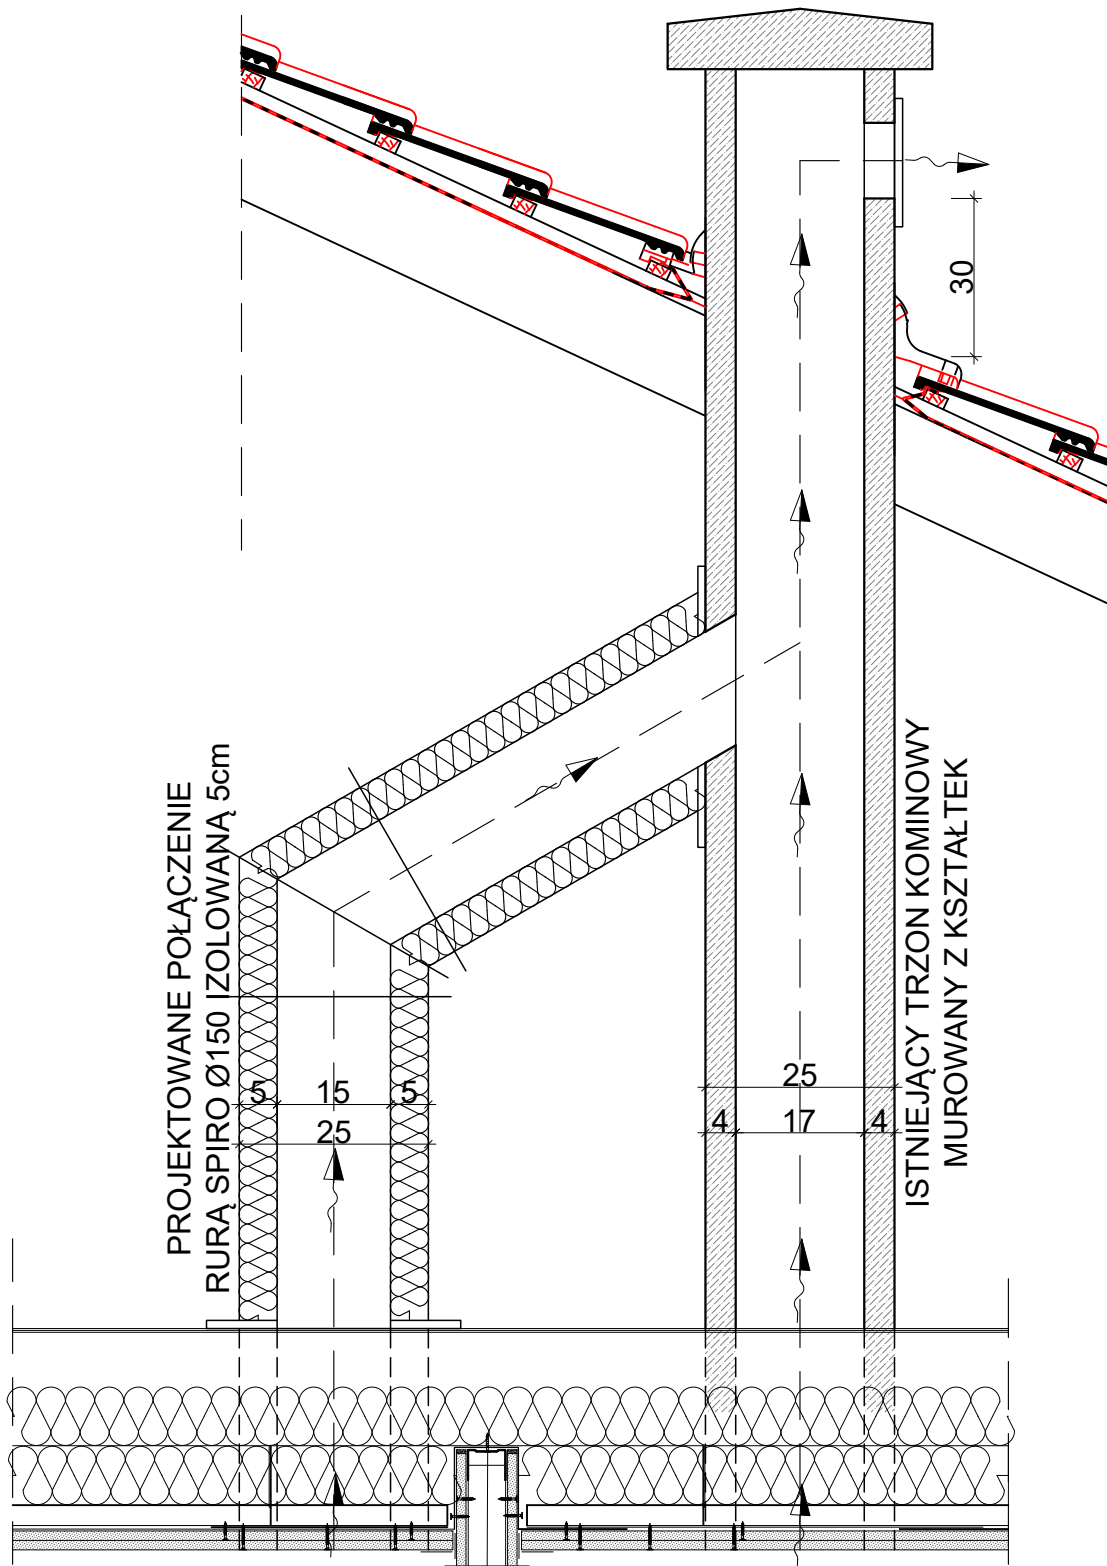 30
PROJEKTOWANE POŁĄCZENIE
RURĄ SPIRO Ø150 IZOLOWANĄ 5cm
ISTNIEJĄCY TRZON KOMINOWY
MUROWANY Z KSZTAŁTEK
25
5 15 5
4 17 4
25